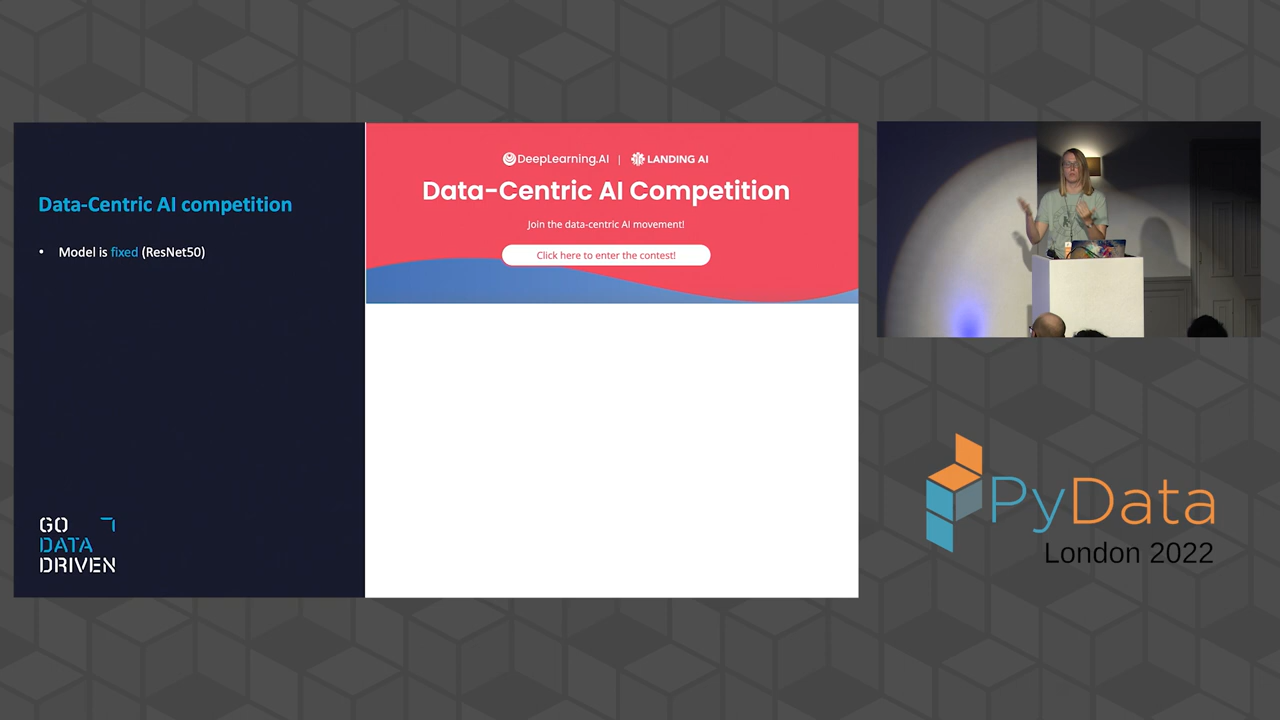 Data-Centric AI competition
• Model is fixed (ResNet50)
GO
DATA
DRIVEN
DeepLearning.AI | LANDING AI
Data-Centric AI Competition
Join the data-centric AI movement!
Click here to enter the contest!
PyData
London 2022